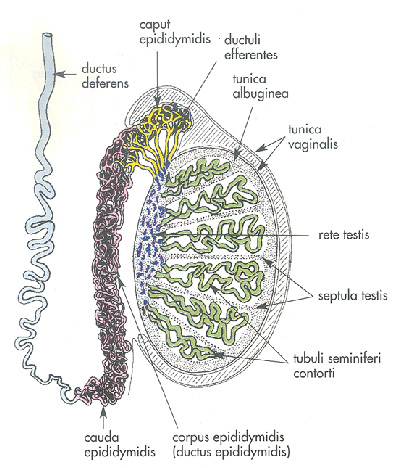 caput
epididymidis
ductuli
efferentes
ductus
deferens
tunica
albuginea
tunica
vaginalis
rete testis
septula testis
tubuli seminiferi
contorti
cauda
epididymidis
corpus epididymidis
(ductus epididymidis)